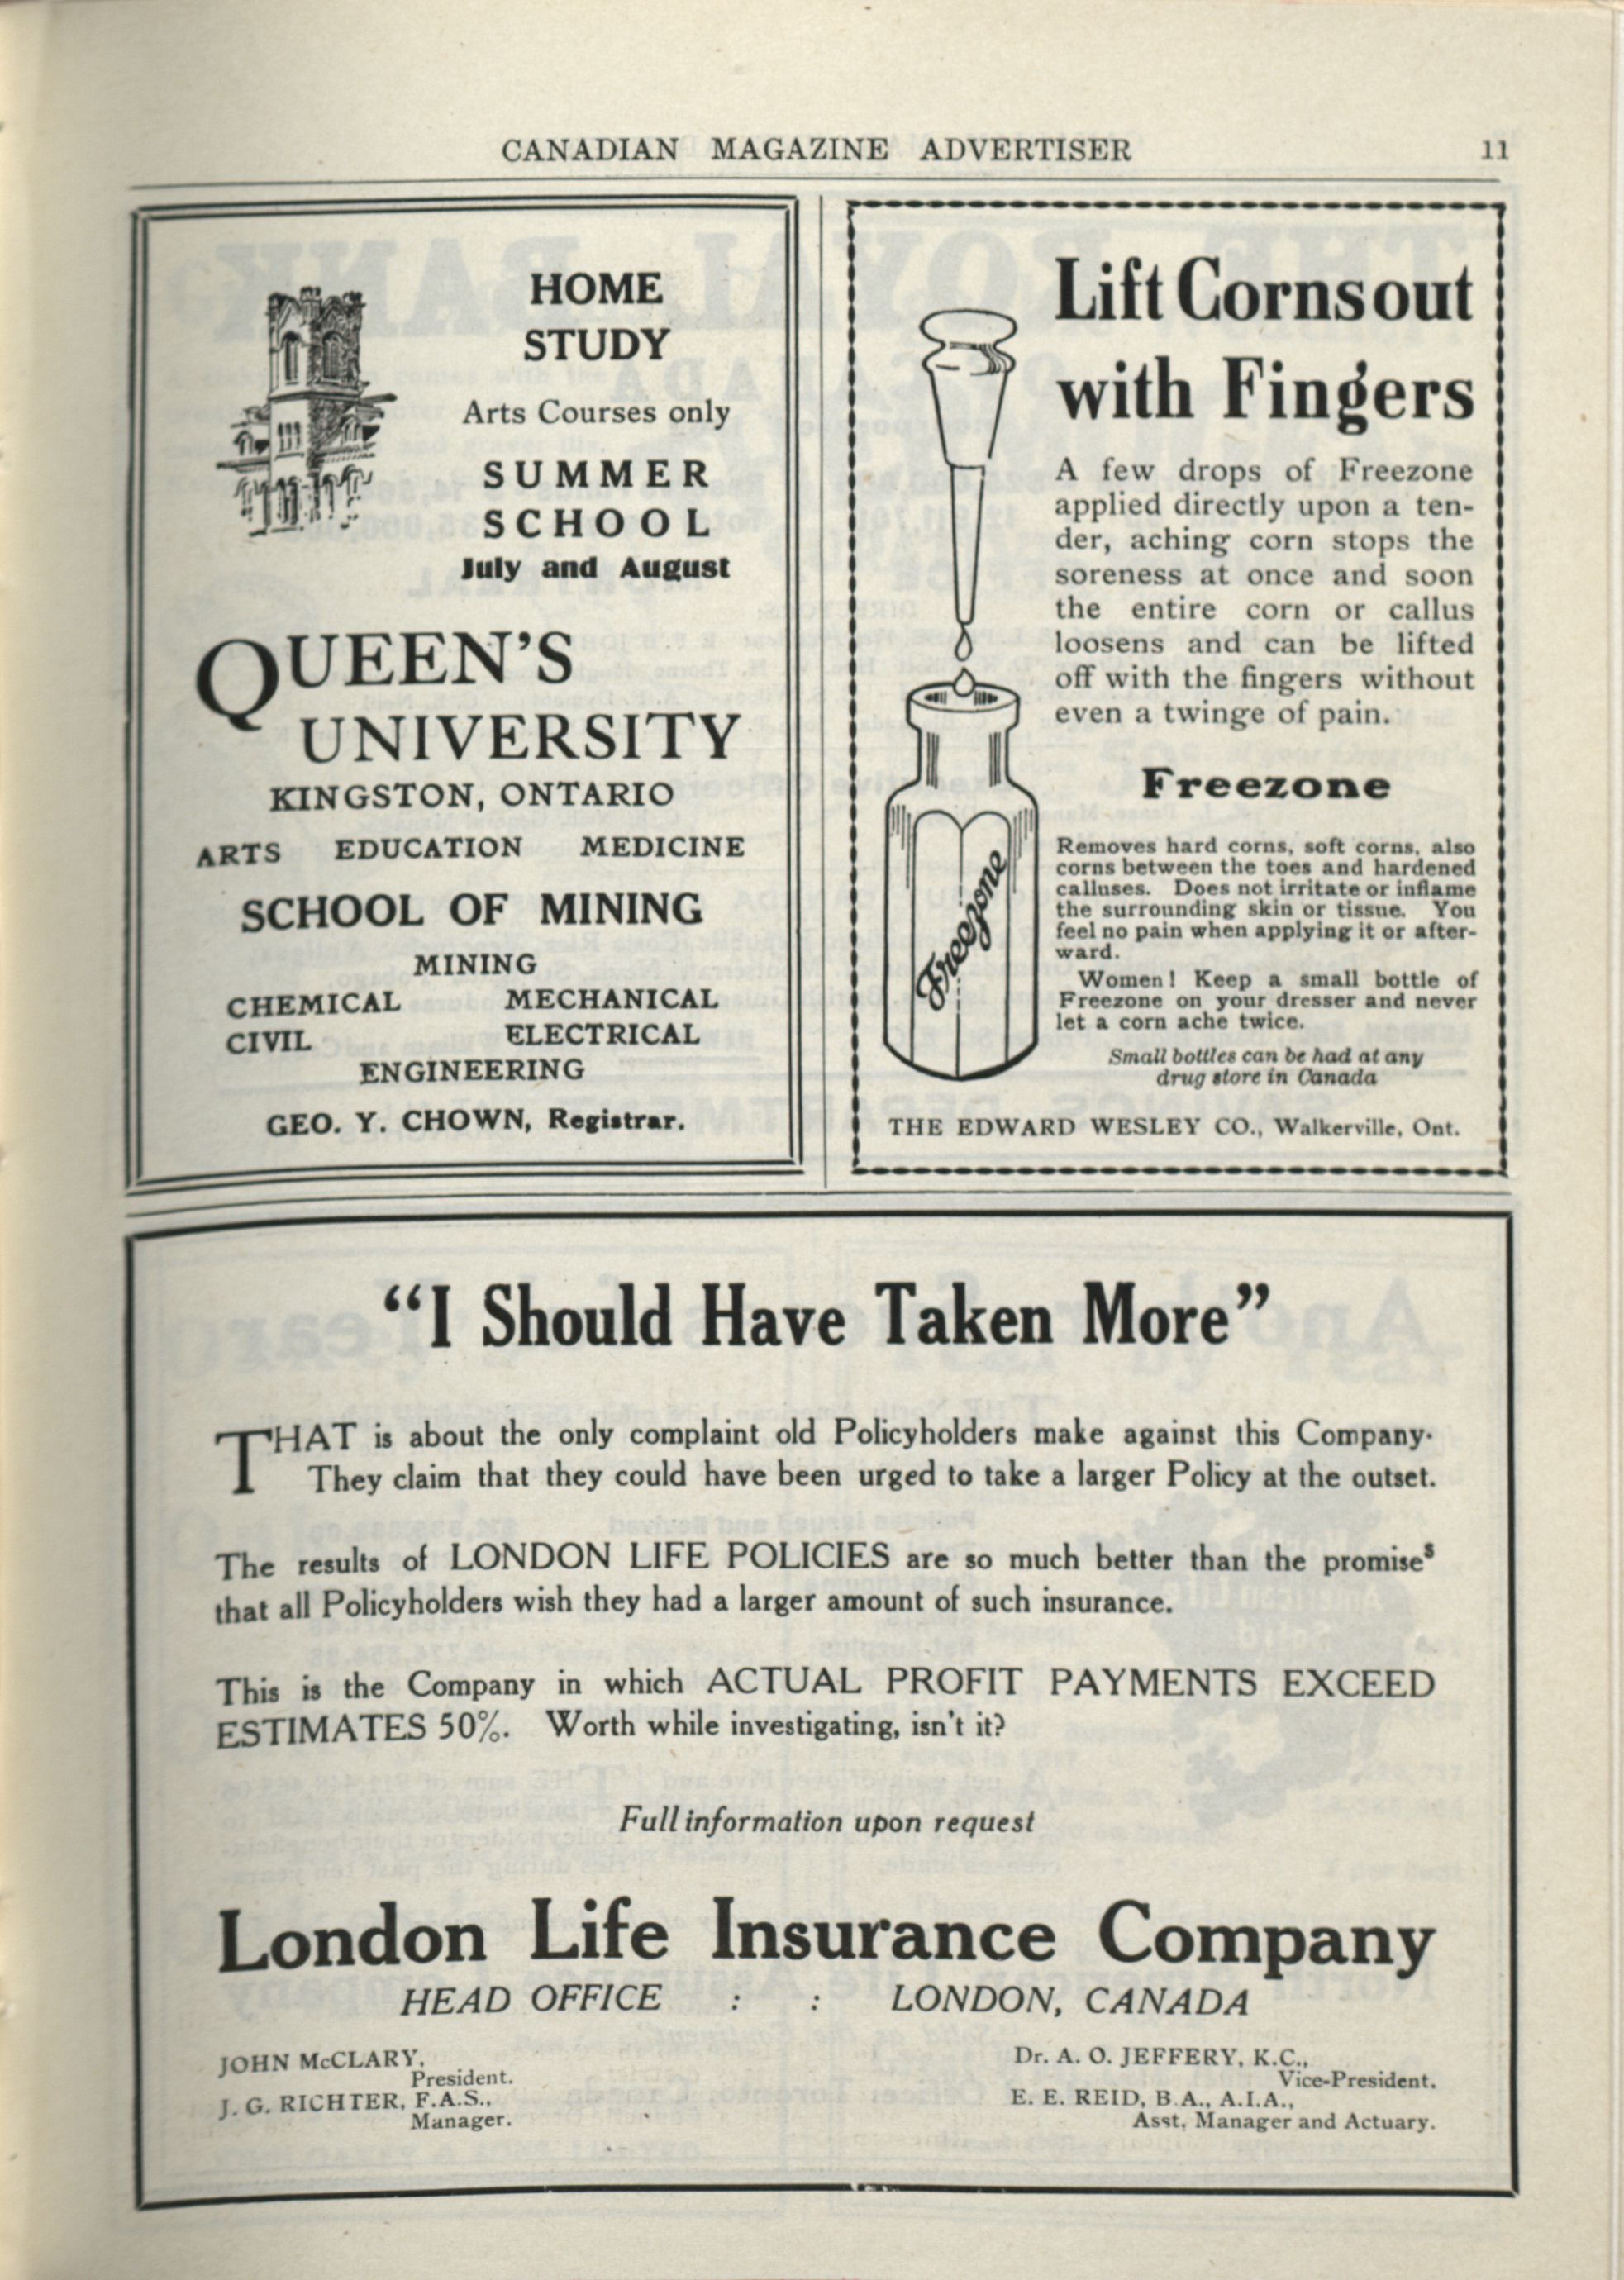 CANADIAN MAGAZINE ADVERTISER 11
HOME
STUDY
Arts Courses only
SUMMER
SCHOOL
July and August
QUEEN'S
UNIVERSITY
KINGSTON, ONTARIO
ARTS EDUCATION MEDICINE
SCHOOL OF MINING
MINING
CHEMICAL MECHANICAL
CIVIL ELECTRICAL
ENGINEERING
GEO. Y. CHOWN, Registrar.
Lift Corns out
with Fingers
A few drops of Freezone
applied directly upon a ten-
der, aching corn stops the
soreness at once and soon
the entire corn or callus
loosens and can be lifted
off with the fingers without
even a twinge of pain.
Freezone
Freezone
Removes hard corns, soft corns, also
corns between the toes and hardened
calluses. Does not irritate or inflame
the surrounding skin or tissue. You
feel no pain when applying it or after-
ward.
Women! Keep a small bottle of
Freezone on your dresser and never
let a corn ache twice.
Small bottles can be had at any
drug store in Canada
THE EDWARD WESLEY CO., Walkerville, Ont.
“I Should Have Taken More”
THAT is about the only complaint old Policyholders make against this Company.
They claim that they could have been urged to take a larger Policy at the outset.
The results of LONDON LIFE POLICIES are so much better than the promises
that all Policyholders wish they had a larger amount of such insurance.
This is the Company in which ACTUAL PROFIT PAYMENTS EXCEED
ESTIMATES 50%. Worth while investigating, isn't it?
Full information upon request
London Life Insurance Company
HEAD OFFICE : : LONDON, CANADA
JOHN McCLARY,
President.
J. G. RICHTER, F.A.S.,
Manager.
Dr. A. O. JEFFERY, K.C.,
Vice-President.
E. E. REID, B.A., A.I.A.,
Asst. Manager and Actuary.